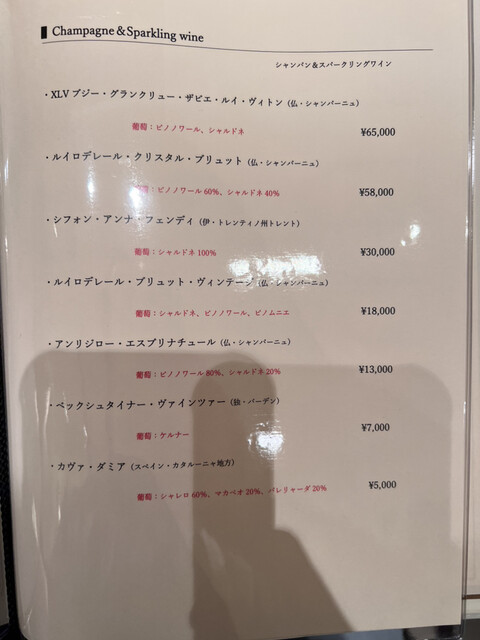 Champagne＆Sparkling wine
シャンパン＆スパークリングワイン
・XLV ブジー・グランクリュー・ザビエ・ルイ・ヴィトン（仏・シャンパーニュ）
葡萄：ピノノワール、シャルドネ
¥65,000
・ルイロデレール・クリスタル・ブリュット（仏・シャンパーニュ）
葡萄：ピノノワール 60%、シャルドネ 40%
¥58,000
・シフォン・アンナ・フェンディ（伊・トレンティノ州トレント）
葡萄：シャルドネ 100%
¥30,000
・ルイロデレール・ブリュット・ヴィンテージ（仏・シャンパーニュ）
葡萄：シャルドネ、ピノノワール、ピノムニエ
¥18,000
・アンリジロー・エスプリナチュール（仏・シャンパーニュ）
葡萄：ピノノワール 80%、シャルドネ 20%
¥13,000
・ベックシュタイナー・ヴァインツァー（独・バーデン）
葡萄：ケルナー
¥7,000
・カヴァ・ダミア（スペイン・カタルーニャ地方）
葡萄：シャレロ 60%、マカベオ 20%、パレリャーダ 20%
¥5,000